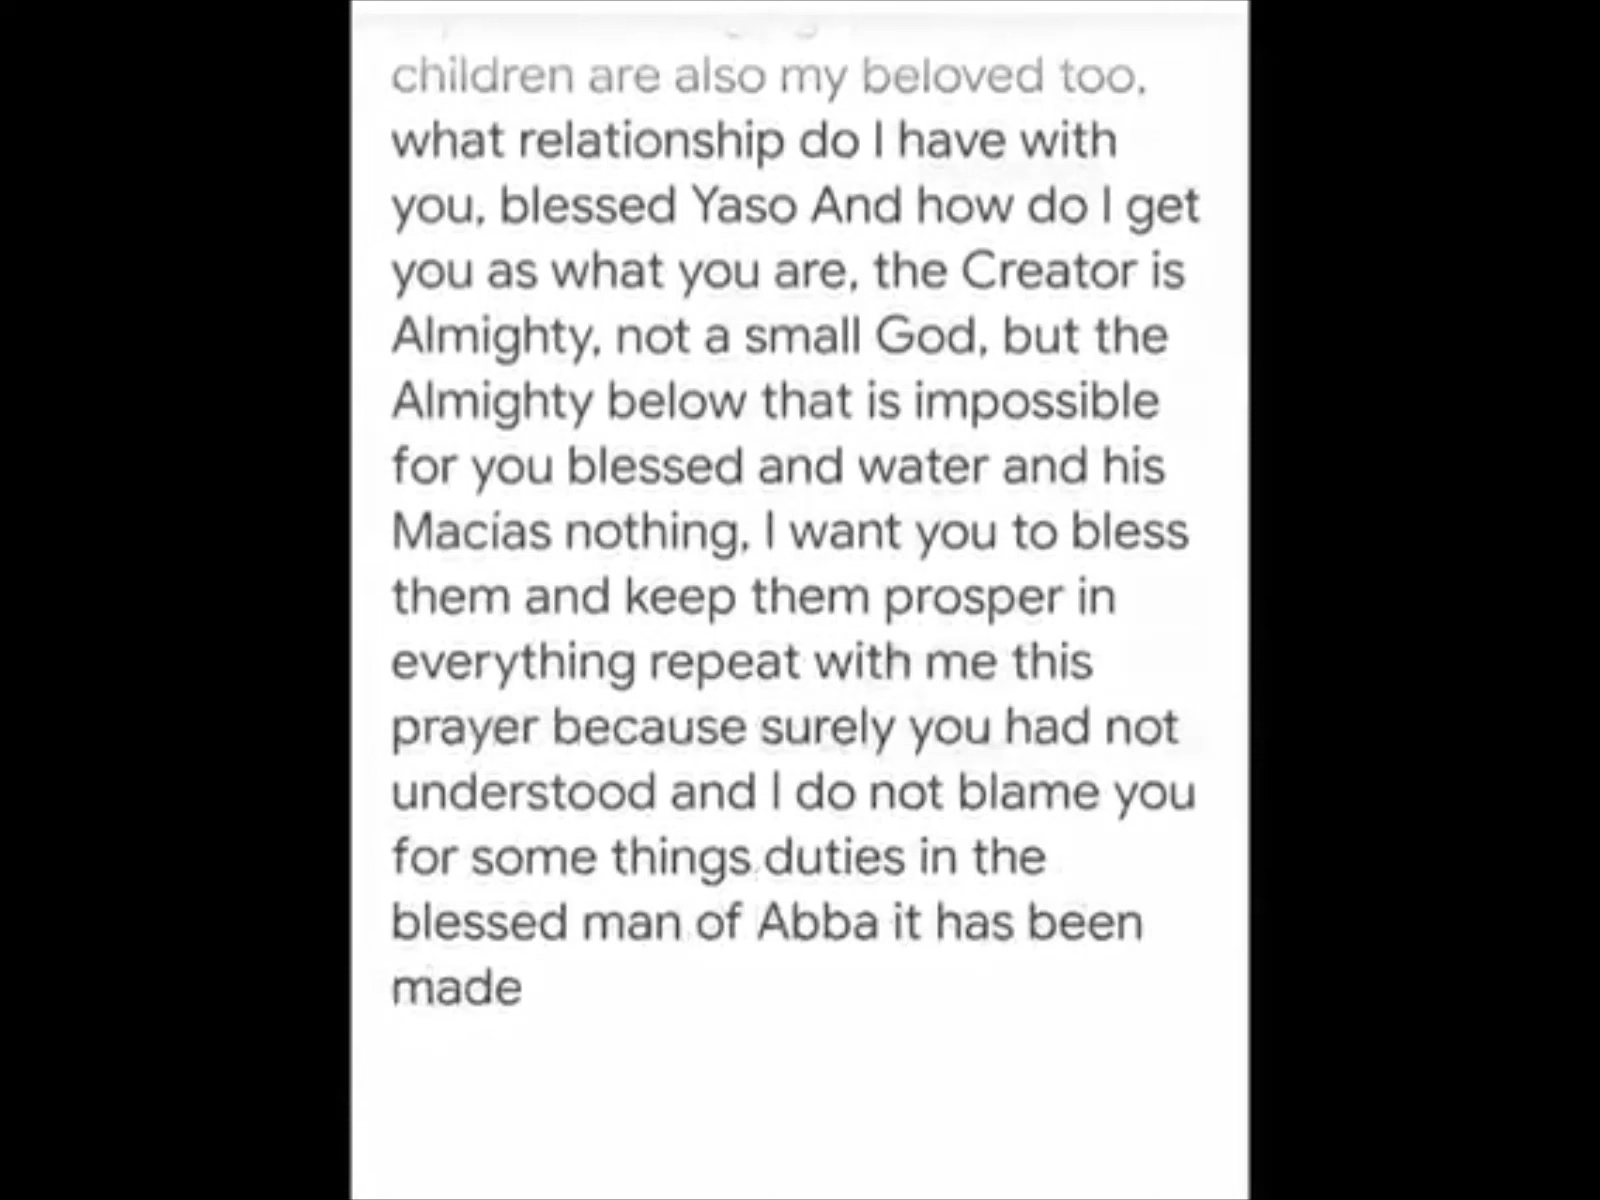 children are also my beloved too,
what relationship do I have with
you, blessed Yaso And how do I get
you as what you are, the Creator is
Almighty, not a small God, but the
Almighty below that is impossible
for you blessed and water and his
Macías nothing, I want you to bless
them and keep them prosper in
everything repeat with me this
prayer because surely you had not
understood and I do not blame you
for some things duties in the
blessed man of Abba it has been
made